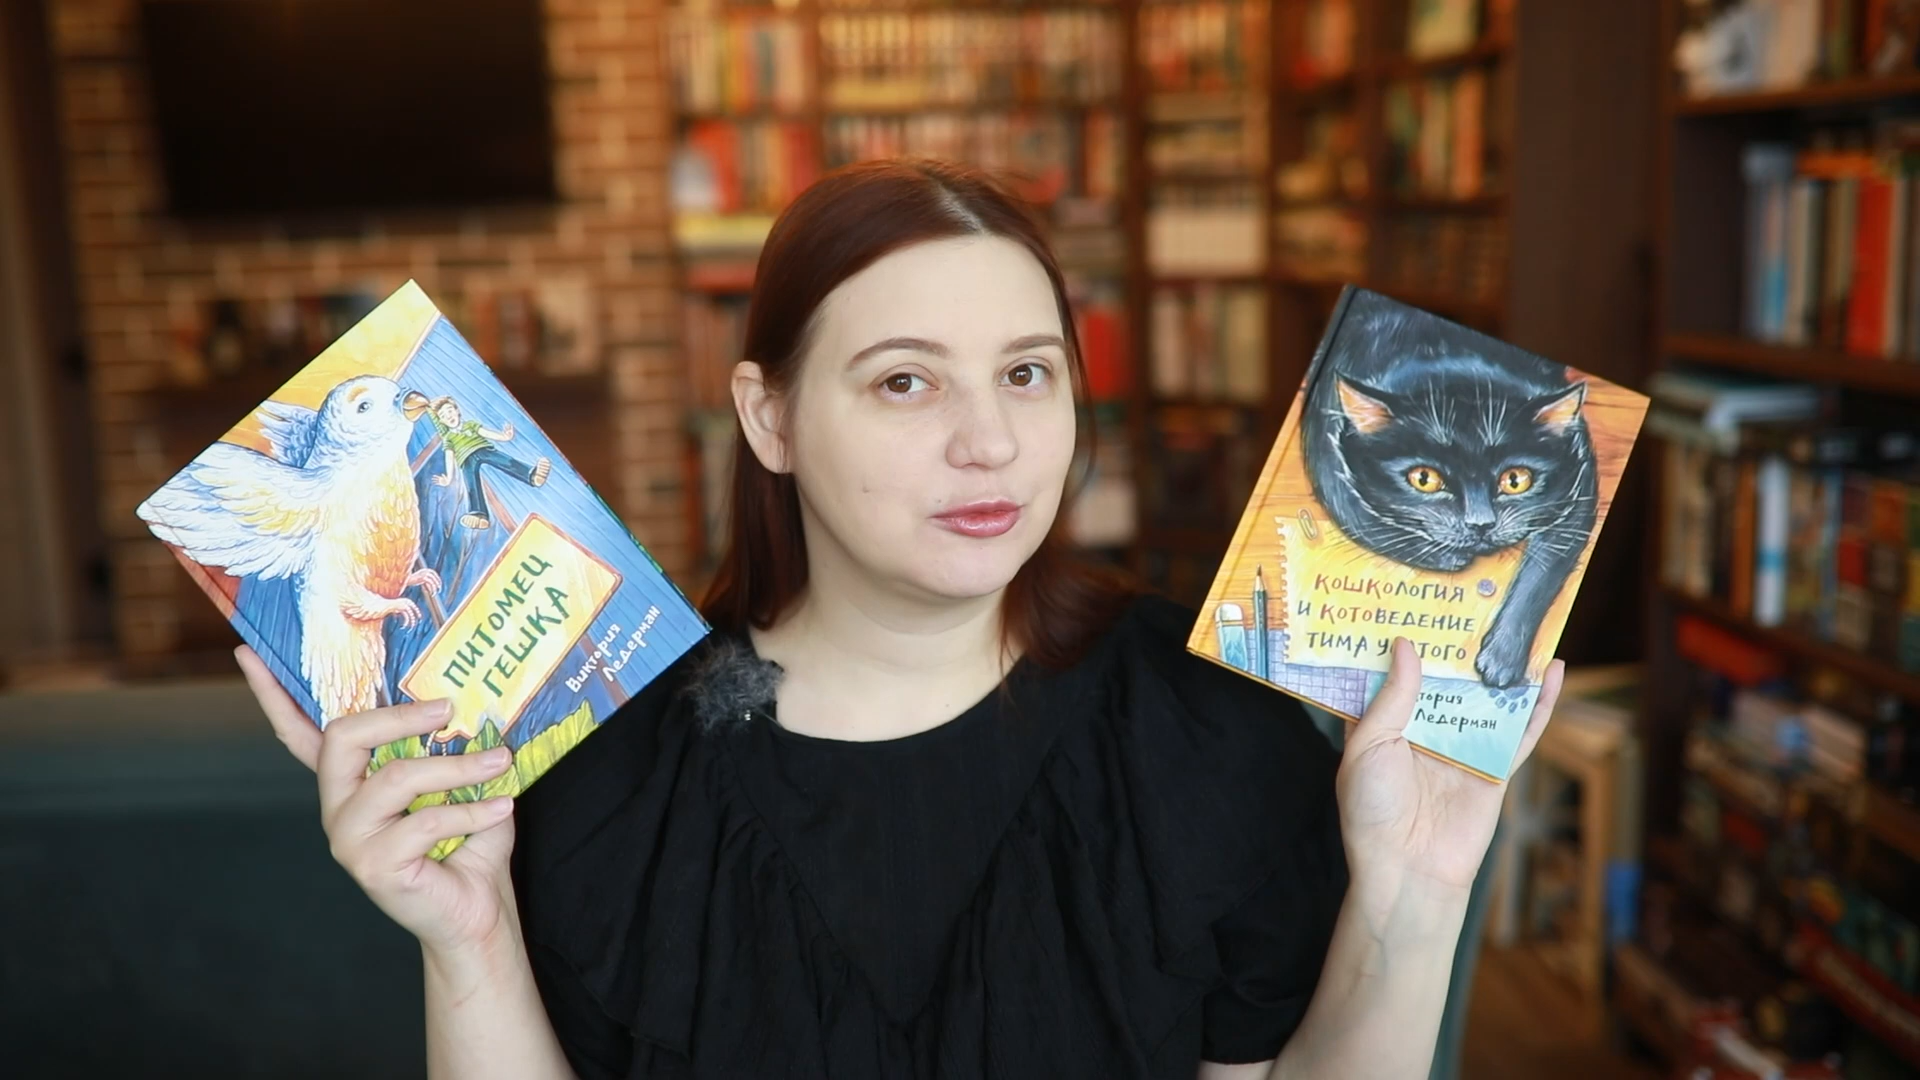 ПИТОМЕЦ
ГЕШКА
Виктория
Ледерман
КОШКОЛОГИЯ
И КОТОВЕДЕНИЕ
ТИМА
Ледерман